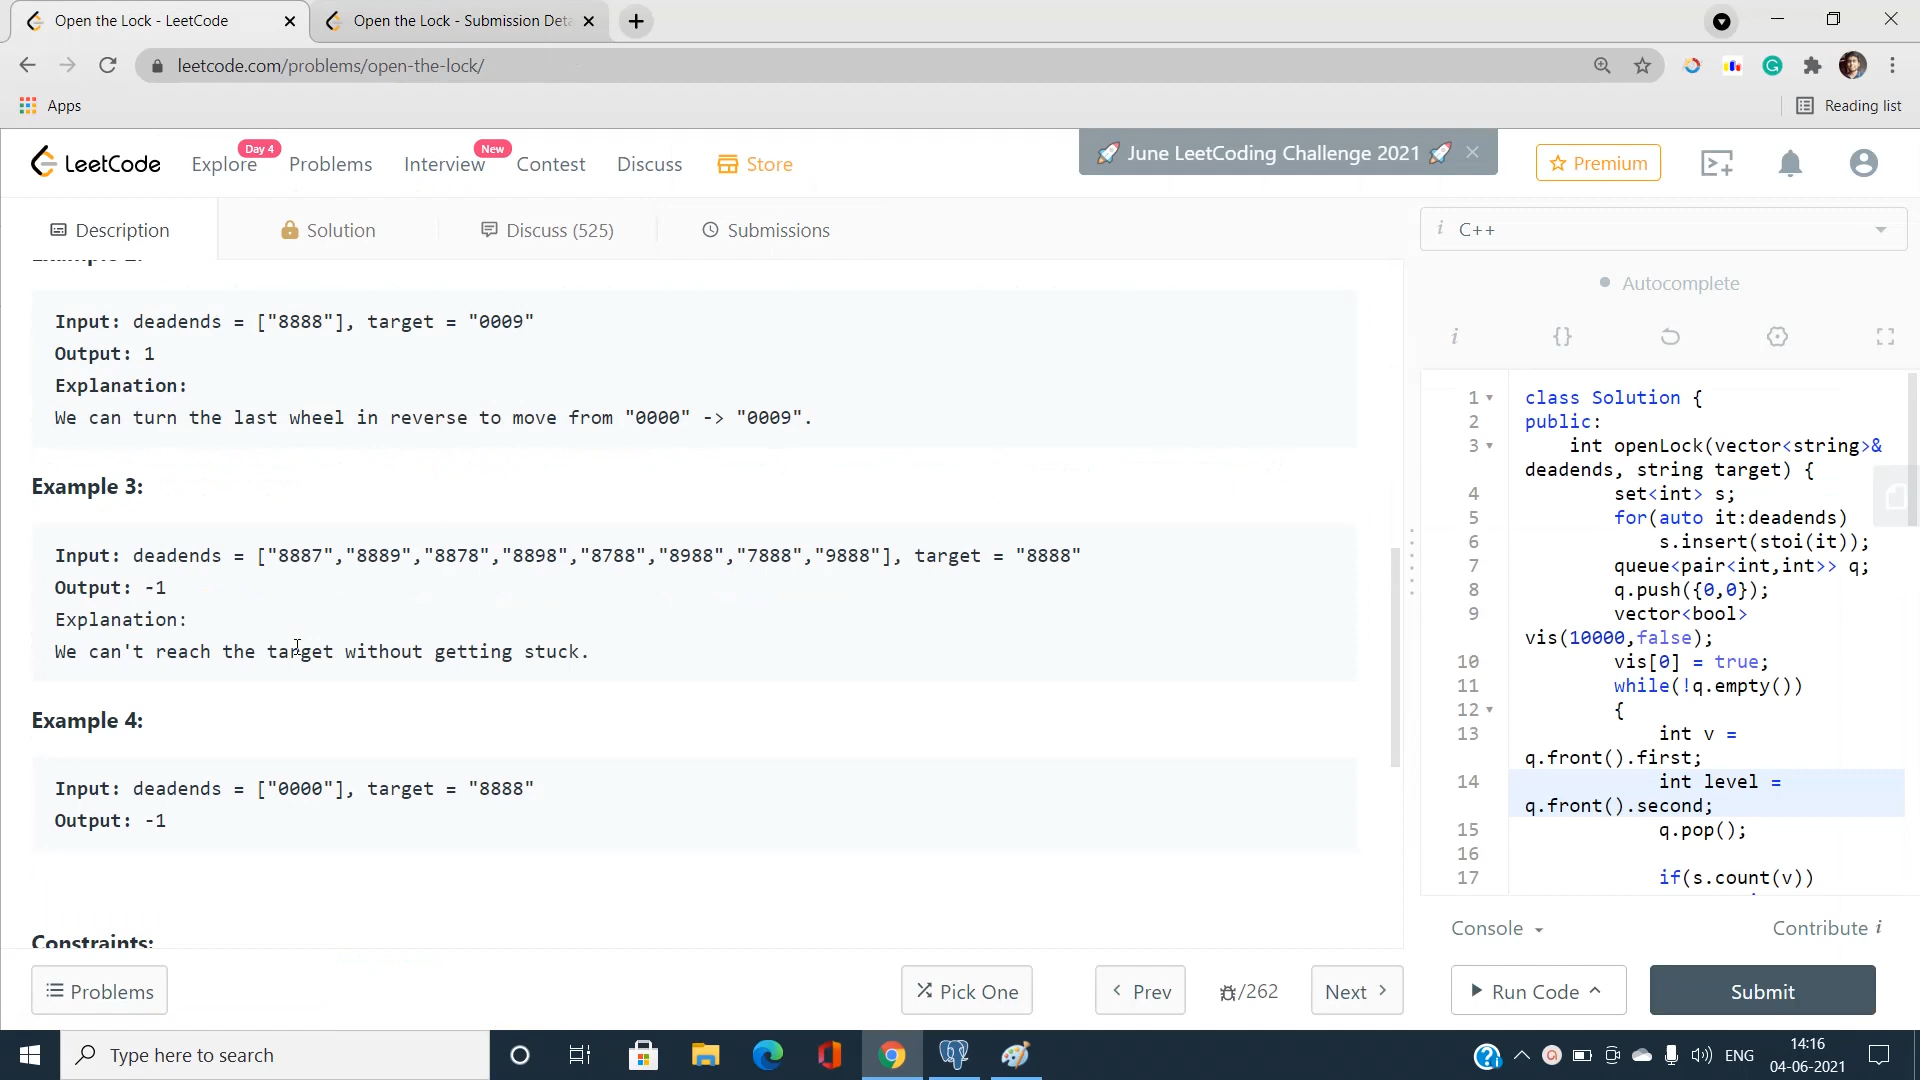 Open the Lock - LeetCode
Open the Lock - Submission Deta
leetcode.com/problems/open-the-lock/
Apps
Reading list
LeetCode
Explore
Day 4
Problems
Interview
New
Contest
Discuss
Store
June LeetCoding Challenge 2021
Premium
Description
Solution
Discuss (525)
Submissions
i C++
Autocomplete
Input: deadends = ["8888"], target = "0009"
Output: 1
Explanation:
We can turn the last wheel in reverse to move from "0000" -> "0009".
Example 3:
Input: deadends = ["8887","8889","8878","8898","8788","8988","7888","9888"], target = "8888"
Output: -1
Explanation:
We can't reach the target without getting stuck.
Example 4:
Input: deadends = ["0000"], target = "8888"
Output: -1
Constraints:
i {}
1 class Solution {
2 public:
3 int openLock(vector<string>&
deadends, string target) {
4 set<int> s;
5 for(auto it:deadends)
6 s.insert(stoi(it));
7 queue<pair<int,int>> q;
8 q.push({0,0});
9 vector<bool>
vis(10000,false);
10 vis[0] = true;
11 while(!q.empty())
12 {
13 int v =
q.front().first;
14 int level =
q.front().second;
15 q.pop();
16
17 if(s.count(v))
Console
Contribute i
Problems
Pick One
Prev
/262
Next
Run Code
Submit
Type here to search
ENG
14:16
04-06-2021